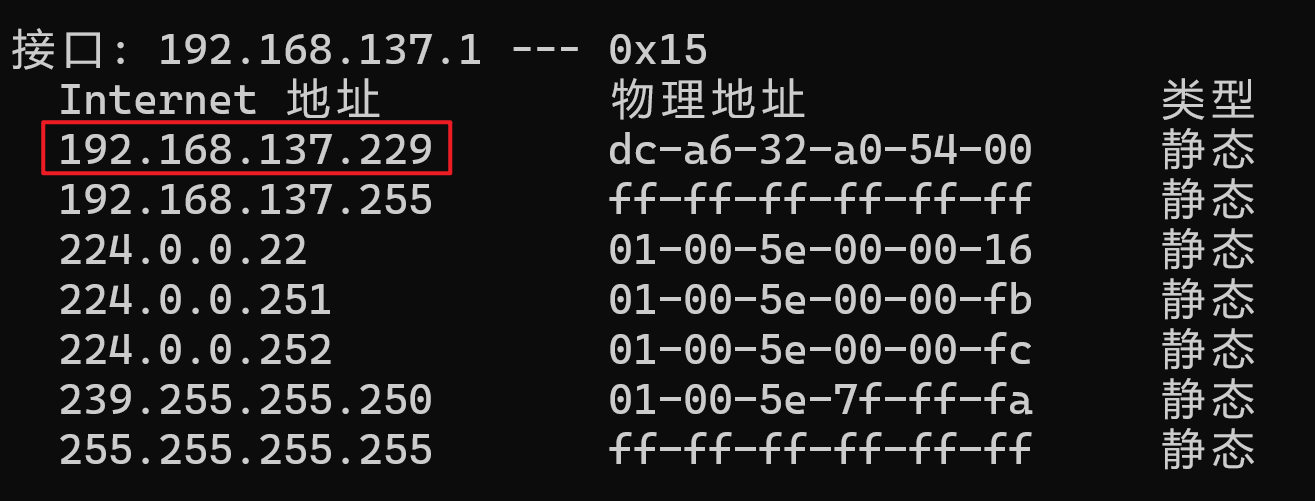 接口: 192.168.137.1 --- 0x15
Internet 地址 物理地址 类型
192.168.137.229 dc-a6-32-a0-54-00 静态
192.168.137.255 ff-ff-ff-ff-ff-ff 静态
224.0.0.22 01-00-5e-00-00-16 静态
224.0.0.251 01-00-5e-00-00-fb 静态
224.0.0.252 01-00-5e-00-00-fc 静态
239.255.255.250 01-00-5e-7f-ff-fa 静态
255.255.255.255 ff-ff-ff-ff-ff-ff 静态